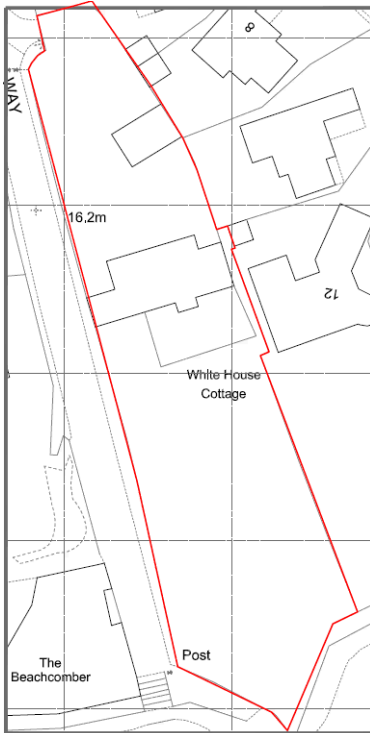 8
WAY
16,2m
12
White House
Cottage
Post
The
Beachcomber